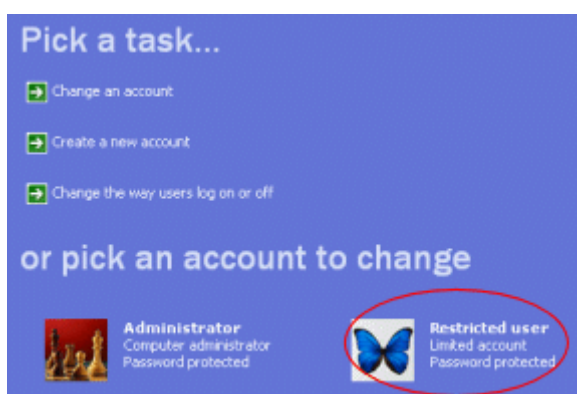 Pick a task...
Change an account
Create a new account
Change the way users log on or off
or pick an account to change
Administrator
Computer administrator
Password protected
Restricted user
Limited account
Password protected